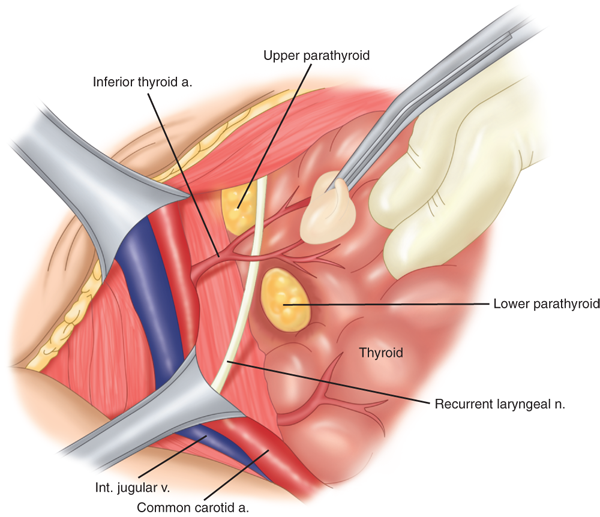 Upper parathyroid
Inferior thyroid a.
Lower parathyroid
Thyroid
Recurrent laryngeal n.
Int. jugular v.
Common carotid a.